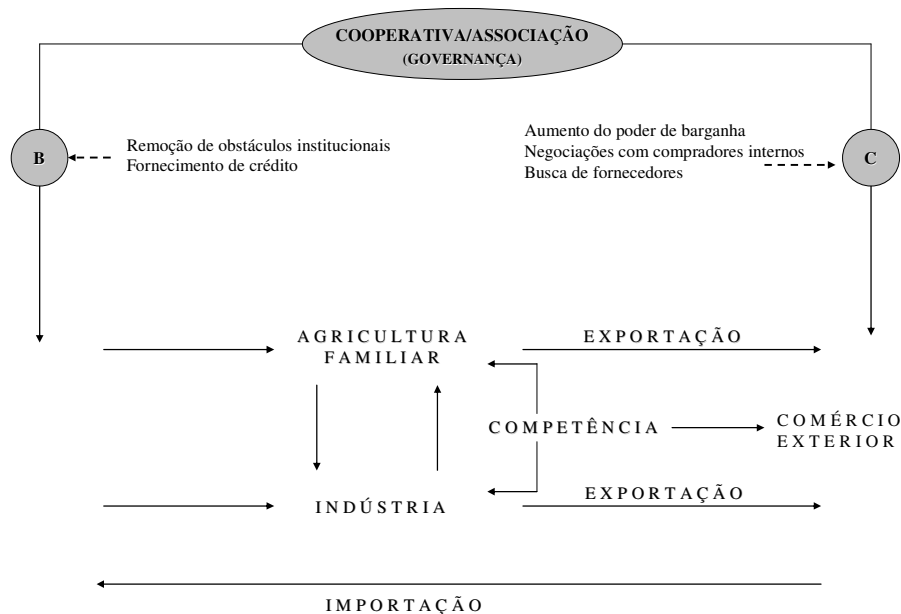 COOPERATIVA/ASSOCIAÇÃO
(GOVERNANÇA)
B
Remoção de obstáculos institucionais
Fornecimento de crédito
Aumento do poder de barganha
Negociações com compradores internos
Busca de fornecedores
C
AGRICULTURA
FAMILIAR
EXPORTAÇÃO
COMPETÊNCIA
COMÉRCIO
EXTERIOR
INDÚSTRIA
EXPORTAÇÃO
IMPORTAÇÃO